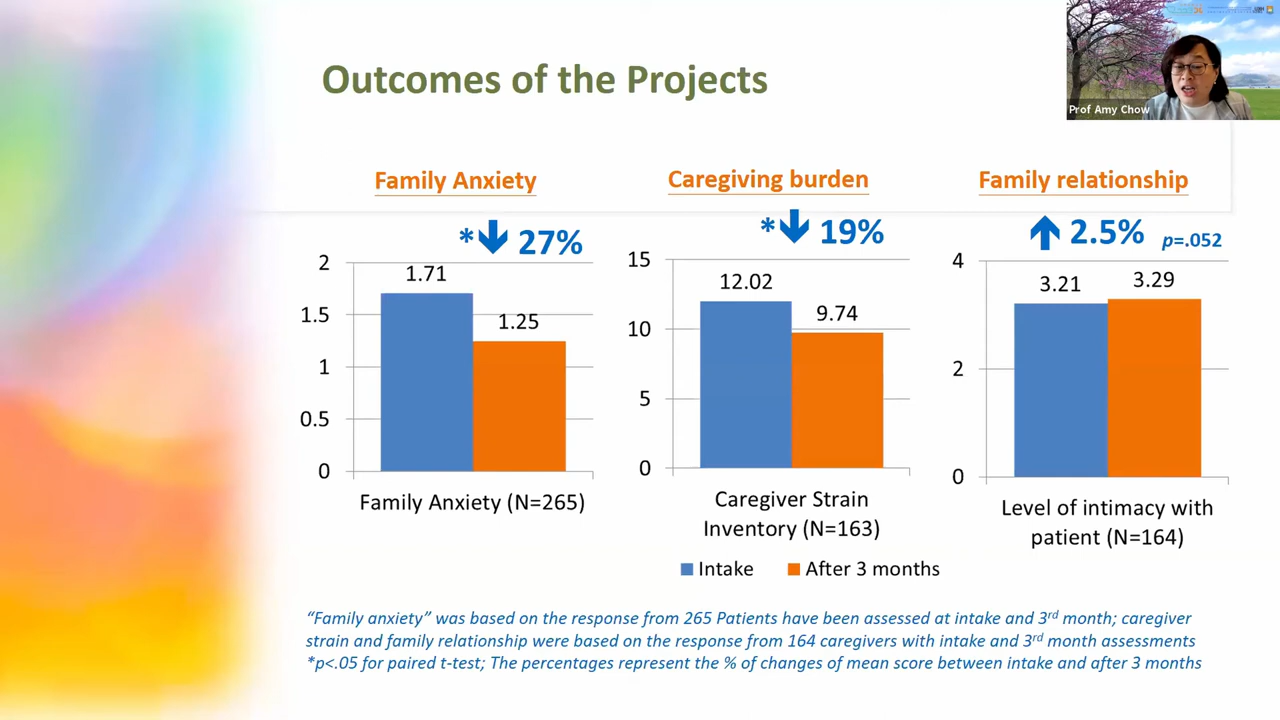 Outcomes of the Projects
Prof Amy Chow
Family Anxiety
Caregiving burden
Family relationship
*↓ 27%
*↓ 19%
↑ 2.5% p=.052
2
1.5
1
0.5
0
1.71
1.25
Family Anxiety (N=265)
15
10
5
0
12.02
9.74
Caregiver Strain
Inventory (N=163)
4
2
0
3.21
3.29
Level of intimacy with
patient (N=164)
Intake
After 3 months
“Family anxiety” was based on the response from 265 Patients have been assessed at intake and 3rd month; caregiver
strain and family relationship were based on the response from 164 caregivers with intake and 3rd month assessments
*p<.05 for paired t-test; The percentages represent the % of changes of mean score between intake and after 3 months